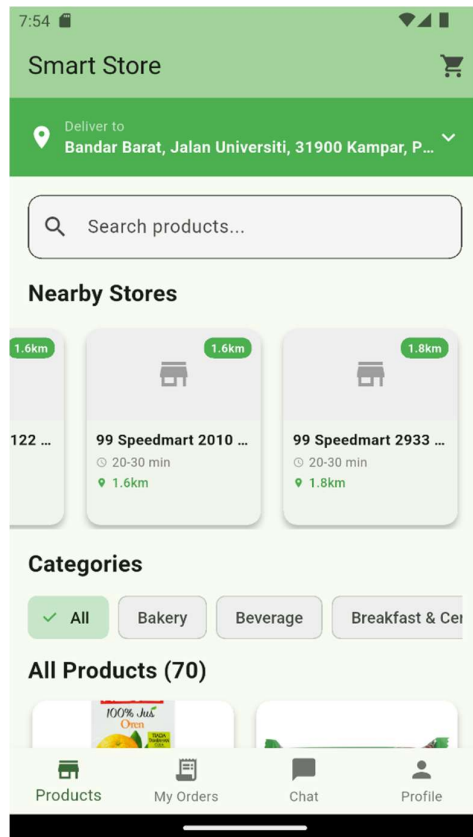 7:54
Smart Store
Deliver to
Bandar Barat, Jalan Universiti, 31900 Kampar, P...
Search products...
Nearby Stores
1.6km
1.6km
1.8km
122 ...
99 Speedmart 2010 ...
99 Speedmart 2933 ...
20-30 min
20-30 min
1.6km
1.8km
Categories
All
Bakery
Beverage
Breakfast & Cer
All Products (70)
100% Jus
Oren
Products
My Orders
Chat
Profile